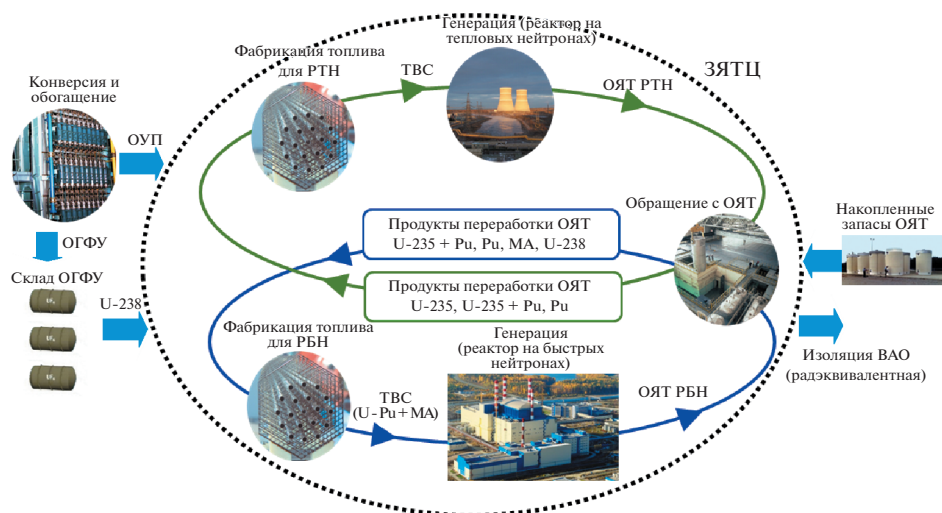 Генерация (реактор на
тепловых нейтронах)
Фабрикация топлива
для РТН
ТВС
ОЯТ РТН
ЗЯТЦ
Конверсия и
обогащение
ОУП
ОГФУ
Склад ОГФУ
U-238
Продукты переработки ОЯТ
U-235 + Pu, Pu, МА, U-238
Обращение с ОЯТ
Накопленные
запасы ОЯТ
Продукты переработки ОЯТ
U-235, U-235 + Pu, Pu
Фабрикация топлива
для РБН
Генерация
(реактор на быстрых
нейтронах)
ТВС
(U-Pu+MA)
ОЯТ РБН
Изоляция ВАО
(радэквивалентная)